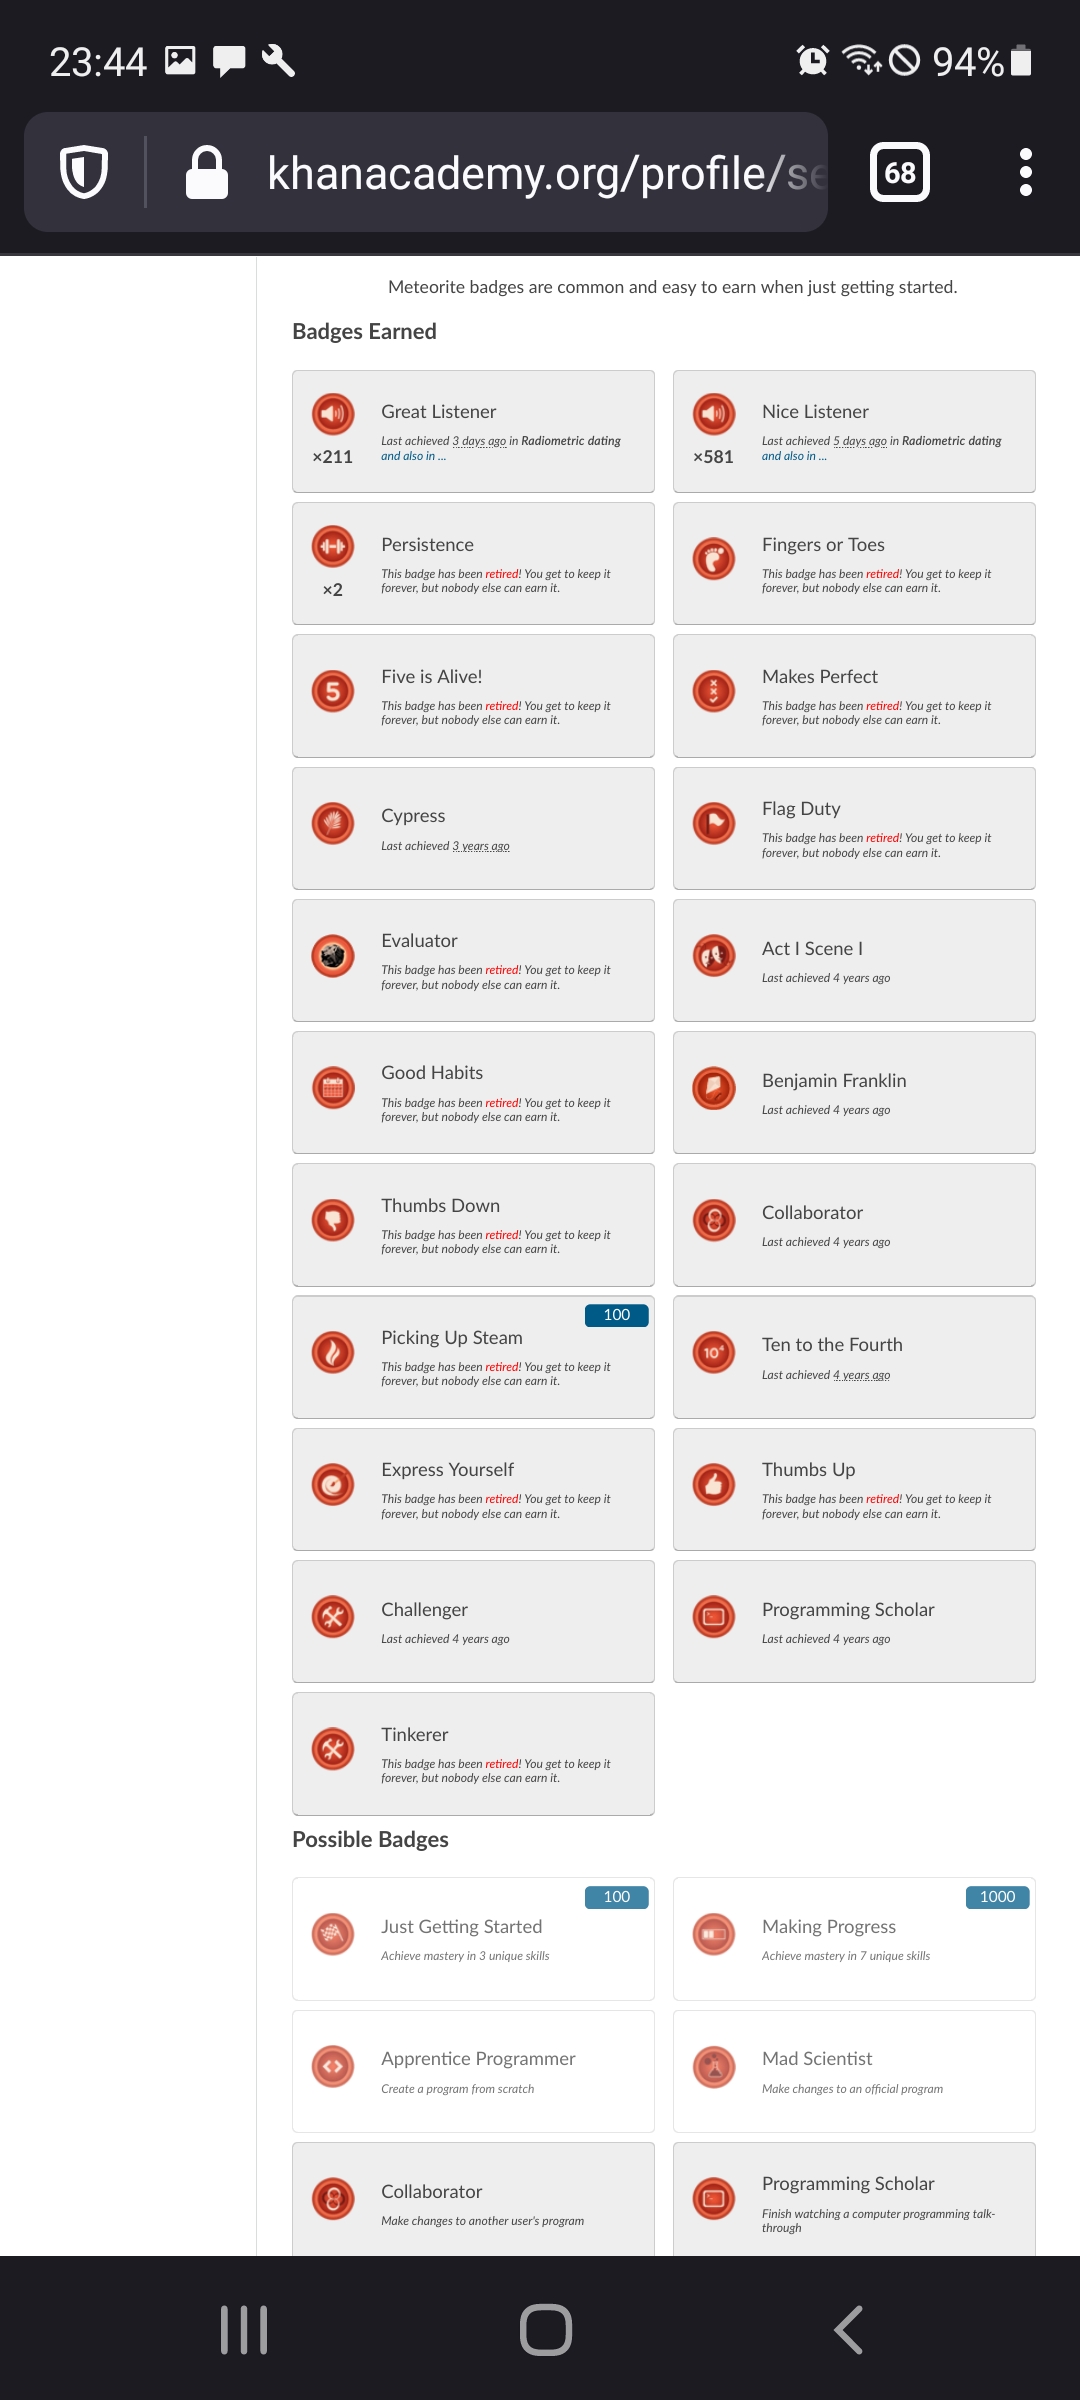 23:44
94%
khanacademy.org/profile/se
68
Meteorite badges are common and easy to earn when just getting started.
Badges Earned
Great Listener
Last achieved 3 days ago in Radiometric dating
and also in ...
×211
Nice Listener
Last achieved 5 days ago in Radiometric dating
and also in ...
×581
Persistence
This badge has been retired! You get to keep it
forever, but nobody else can earn it.
×2
Fingers or Toes
This badge has been retired! You get to keep it
forever, but nobody else can earn it.
5
Five is Alive!
This badge has been retired! You get to keep it
forever, but nobody else can earn it.
Makes Perfect
This badge has been retired! You get to keep it
forever, but nobody else can earn it.
Cypress
Last achieved 3 years ago
Flag Duty
This badge has been retired! You get to keep it
forever, but nobody else can earn it.
Evaluator
This badge has been retired! You get to keep it
forever, but nobody else can earn it.
Act I Scene I
Last achieved 4 years ago
Good Habits
This badge has been retired! You get to keep it
forever, but nobody else can earn it.
Benjamin Franklin
Last achieved 4 years ago
Thumbs Down
This badge has been retired! You get to keep it
forever, but nobody else can earn it.
Collaborator
Last achieved 4 years ago
100
Picking Up Steam
This badge has been retired! You get to keep it
forever, but nobody else can earn it.
10⁴
Ten to the Fourth
Last achieved 4 years ago
Express Yourself
This badge has been retired! You get to keep it
forever, but nobody else can earn it.
Thumbs Up
This badge has been retired! You get to keep it
forever, but nobody else can earn it.
Challenger
Last achieved 4 years ago
Programming Scholar
Last achieved 4 years ago
Tinkerer
This badge has been retired! You get to keep it
forever, but nobody else can earn it.
Possible Badges
100
Just Getting Started
Achieve mastery in 3 unique skills
1000
Making Progress
Achieve mastery in 7 unique skills
Apprentice Programmer
Create a program from scratch
Mad Scientist
Make changes to an official program
Collaborator
Make changes to another user's program
Programming Scholar
Finish watching a computer programming talk-
through